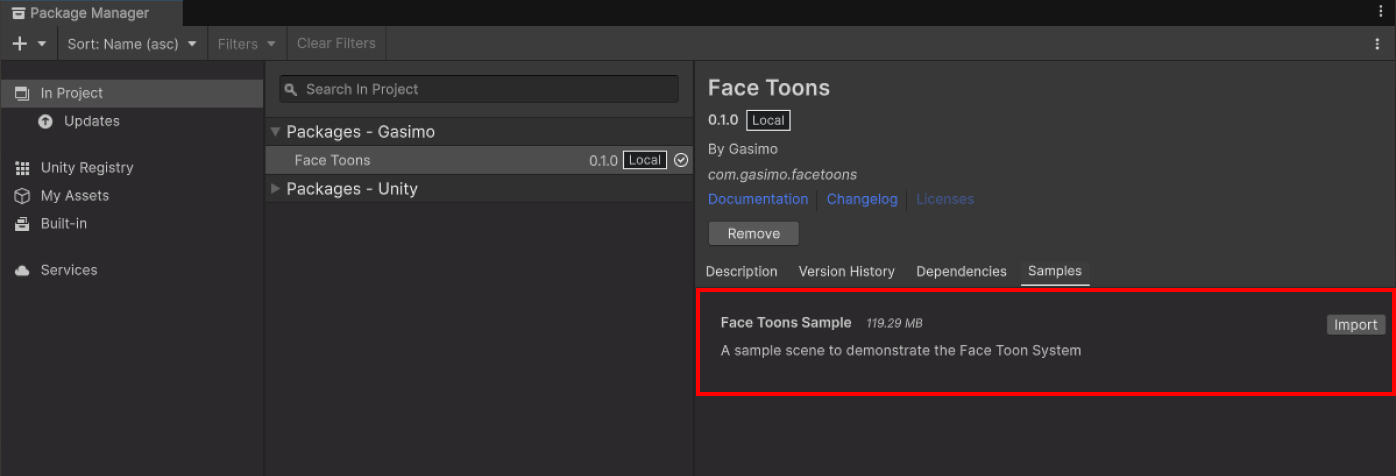 Package Manager
Sort: Name (asc) Filters Clear Filters
In Project
Updates
Unity Registry
My Assets
Built-in
Services
Search In Project
Packages - Gasimo
Face Toons 0.1.0 Local
Packages - Unity
Face Toons
0.1.0 Local
By Gasimo
com.gasimo.facetoons
Documentation Changelog Licenses
Remove
Description Version History Dependencies Samples
Face Toons Sample 119.29 MB Import
A sample scene to demonstrate the Face Toon System